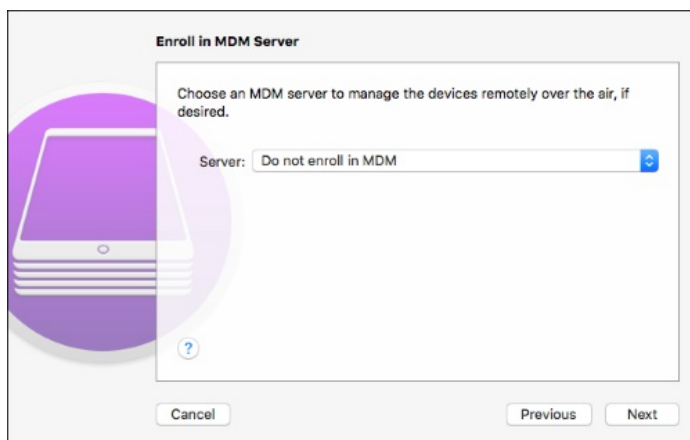 Enroll in MDM Server
Choose an MDM server to manage the devices remotely over the air, if
desired.
Server: Do not enroll in MDM
?
Cancel Previous Next